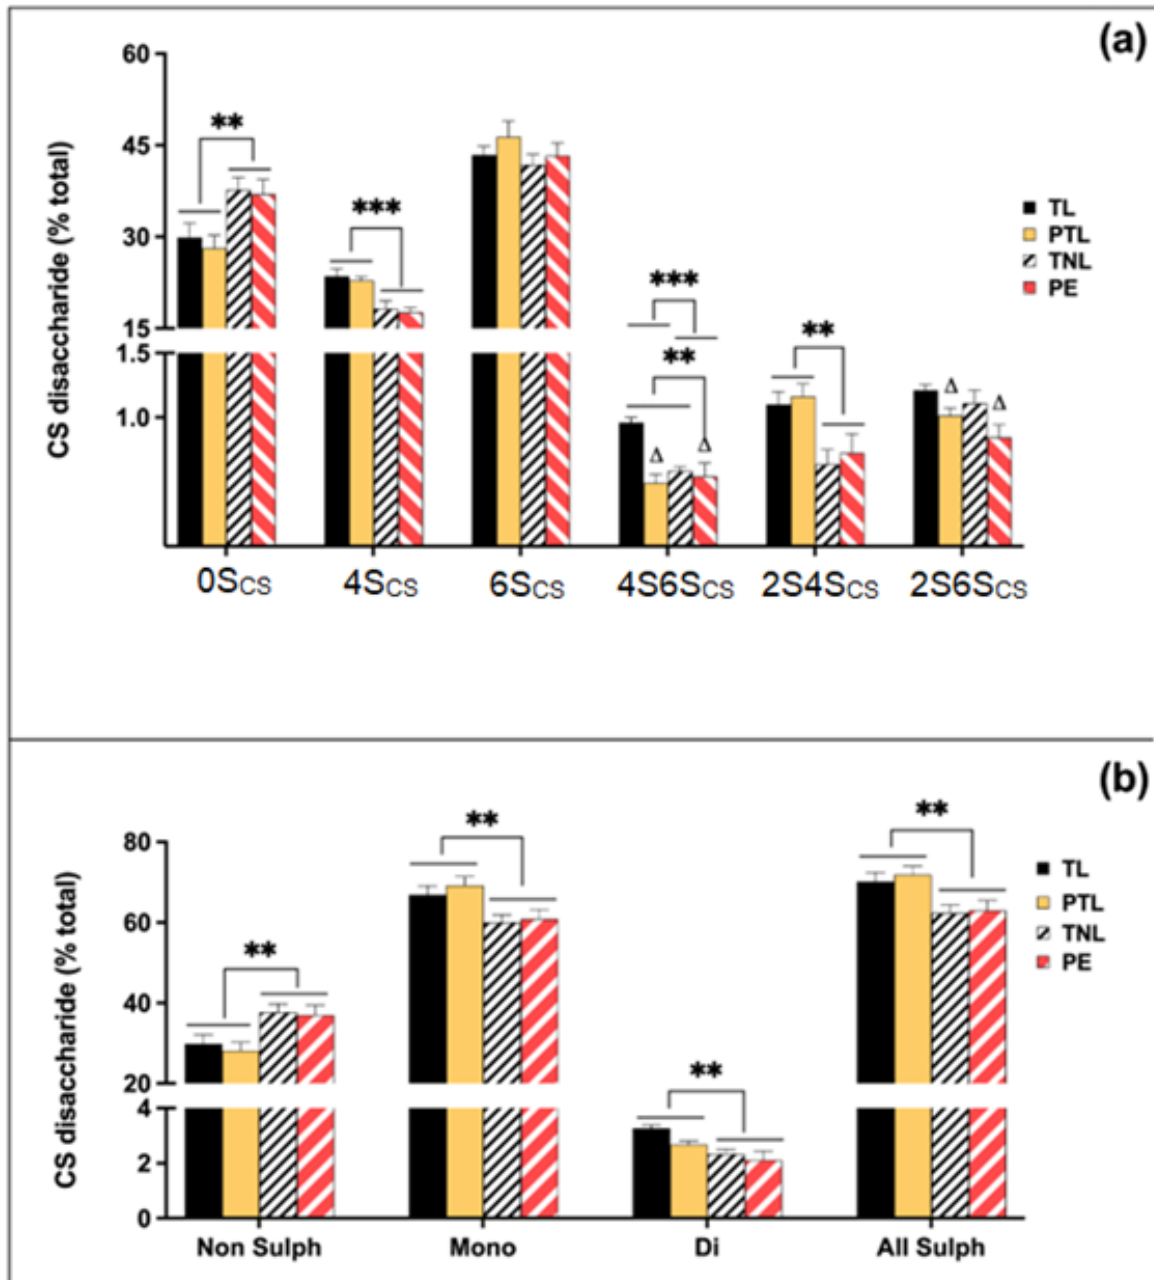 (a)
CS disaccharide (% total)
60
45
30
15
1.5
1.0
**
***
***
**
**
Δ
Δ
Δ
Δ
TL
PTL
TNL
PE
0SCS
4SCS
6SCS
4S6SCS
2S4SCS
2S6SCS
(b)
CS disaccharide (% total)
80
60
40
20
4
2
0
**
**
**
**
TL
PTL
TNL
PE
Non Sulph
Mono
Di
All Sulph